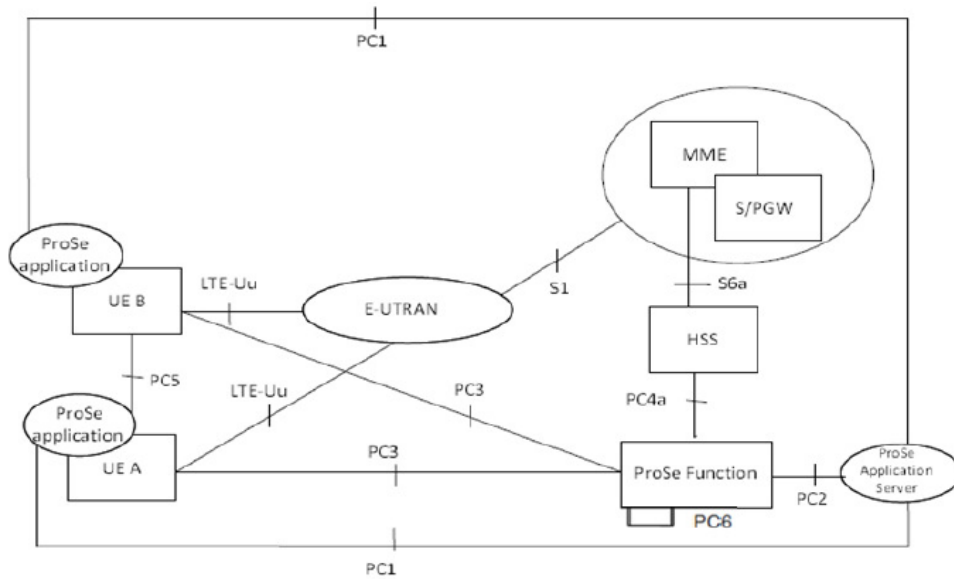 PC1
MME
S/PGW
ProSe
application
UE B
LTE-Uu
E-UTRAN
S1
S6a
HSS
PC5
LTE-Uu
PC3
PC4a
ProSe
application
UE A
PC3
ProSe Function
ProSe
Application
Server
PC2
PC6
PC1